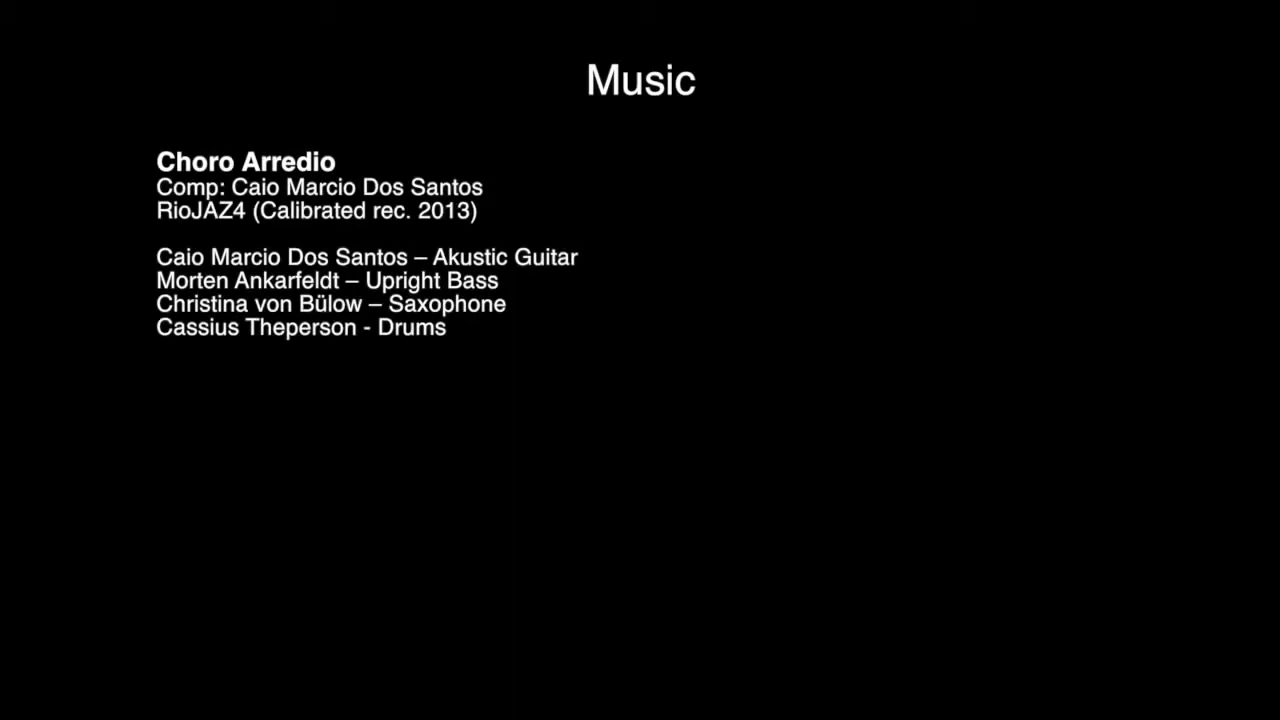 Music
Choro Arredio
Comp: Caio Marcio Dos Santos
RioJAZ4 (Calibrated rec. 2013)
Caio Marcio Dos Santos – Akustic Guitar
Morten Ankarfeldt – Upright Bass
Christina von Bülow – Saxophone
Cassius Theperson - Drums